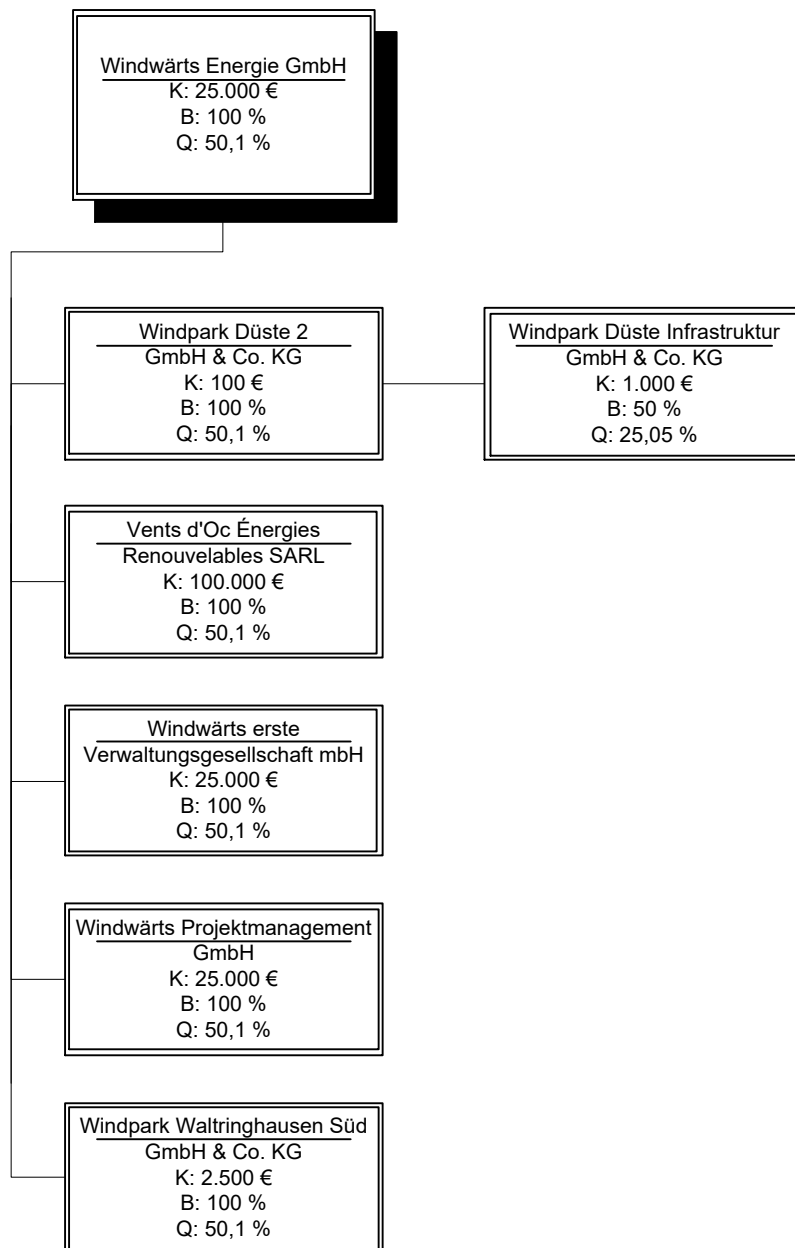 Windwärts Energie GmbH
K: 25.000 €
B: 100 %
Q: 50,1 %
Windpark Düste 2
GmbH & Co. KG
K: 100 €
B: 100 %
Q: 50,1 %
Windpark Düste Infrastruktur
GmbH & Co. KG
K: 1.000 €
B: 50 %
Q: 25,05 %
Vents d'Oc Énergies
Renouvelables SARL
K: 100.000 €
B: 100 %
Q: 50,1 %
Windwärts erste
Verwaltungsgesellschaft mbH
K: 25.000 €
B: 100 %
Q: 50,1 %
Windwärts Projektmanagement
GmbH
K: 25.000 €
B: 100 %
Q: 50,1 %
Windpark Waltringhausen Süd
GmbH & Co. KG
K: 2.500 €
B: 100 %
Q: 50,1 %